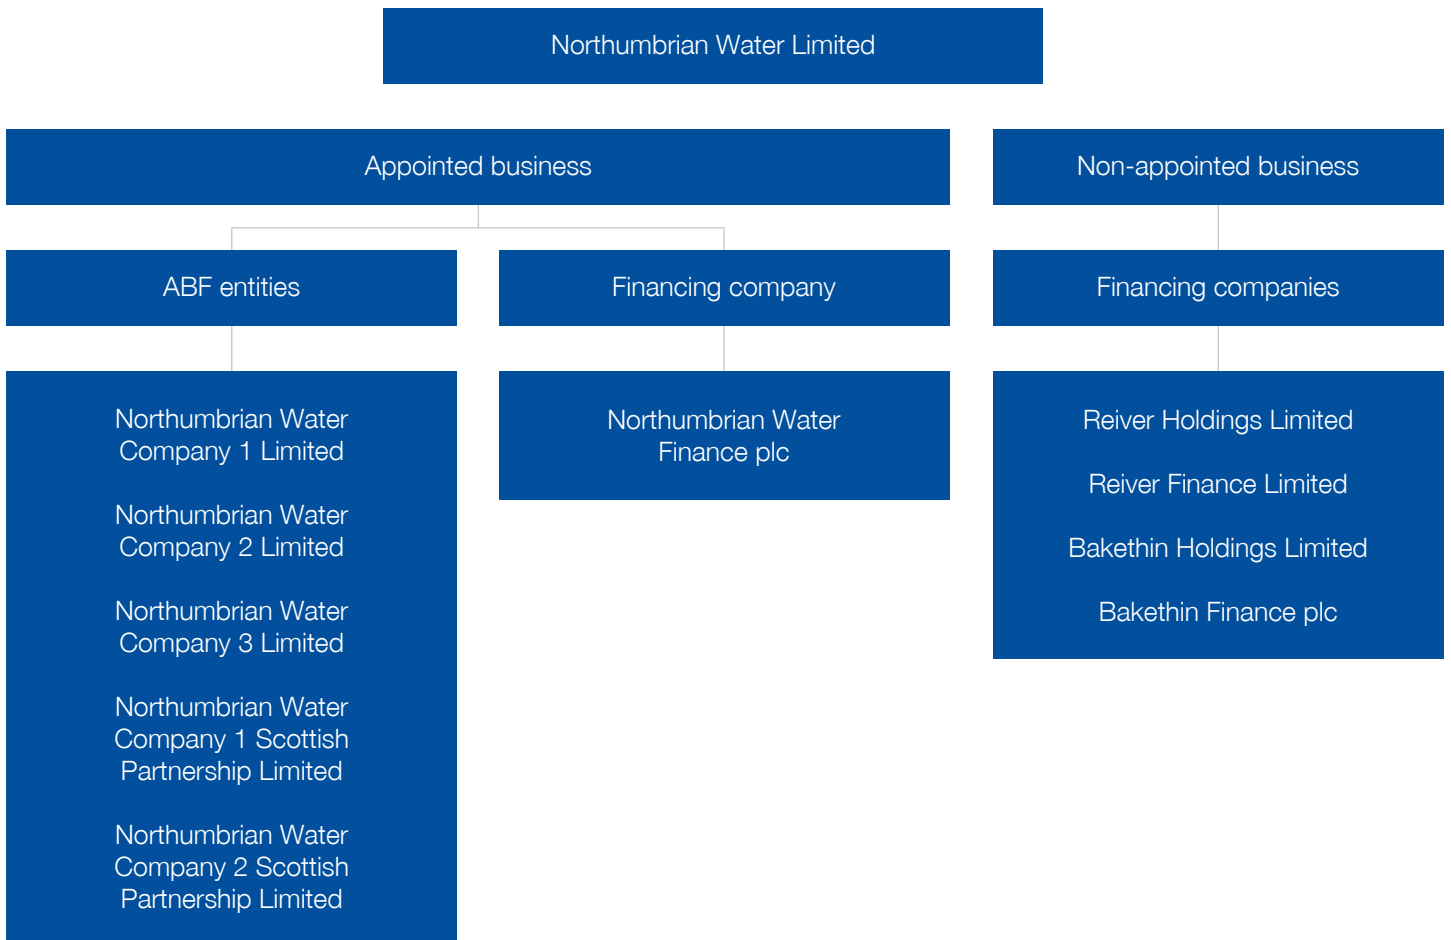 Northumbrian Water Limited
Appointed business
Non-appointed business
ABF entities
Financing company
Financing companies
Northumbrian Water
Company 1 Limited
Northumbrian Water
Company 2 Limited
Northumbrian Water
Company 3 Limited
Northumbrian Water
Company 1 Scottish
Partnership Limited
Northumbrian Water
Company 2 Scottish
Partnership Limited
Northumbrian Water
Finance plc
Reiver Holdings Limited
Reiver Finance Limited
Bakethin Holdings Limited
Bakethin Finance plc